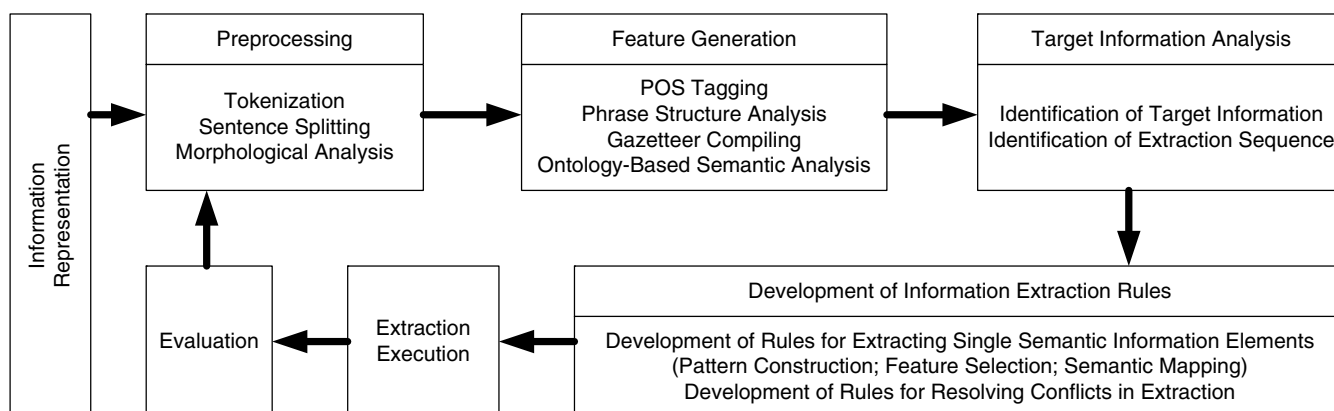 Information
Representation
Preprocessing
Tokenization
Sentence Splitting
Morphological Analysis
Feature Generation
POS Tagging
Phrase Structure Analysis
Gazetteer Compiling
Ontology-Based Semantic Analysis
Target Information Analysis
Identification of Target Information
Identification of Extraction Sequence
Development of Information Extraction Rules
Development of Rules for Extracting Single Semantic Information Elements
(Pattern Construction; Feature Selection; Semantic Mapping)
Development of Rules for Resolving Conflicts in Extraction
Extraction
Execution
Evaluation